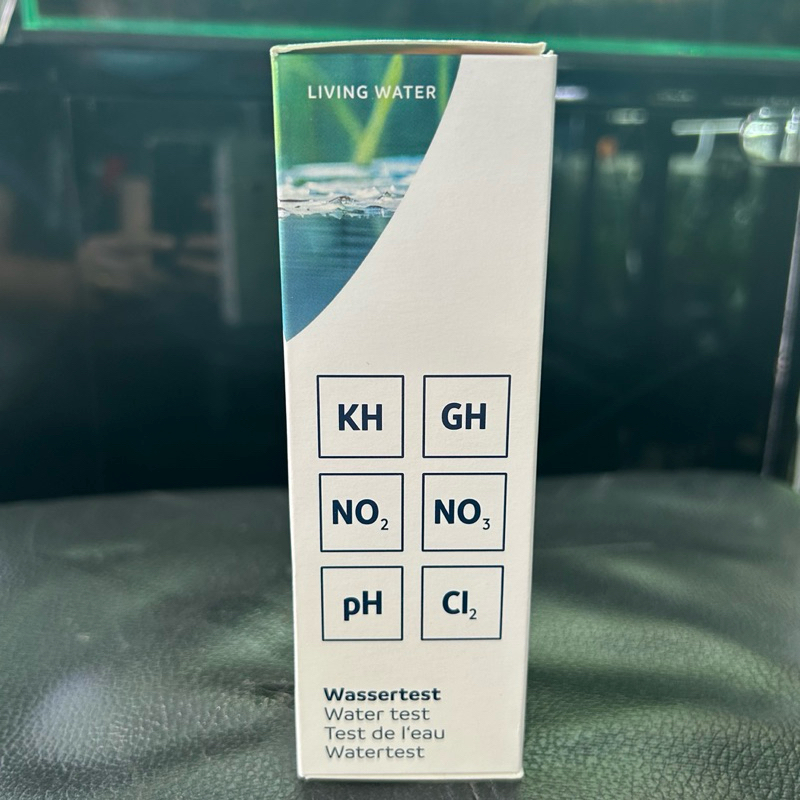 LIVING WATER
KH GH
NO₂ NO₃
pH Cl₂
Wassertest
Water test
Test de l'eau
Watertest